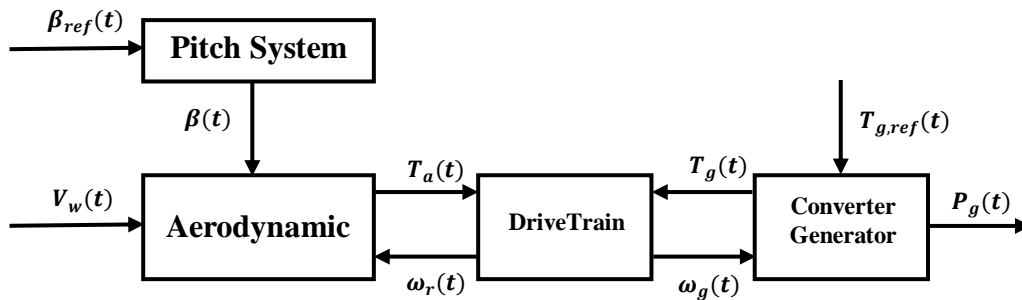 β_ref(t)
Pitch System
β(t)
T_g,ref(t)
V_w(t)
T_a(t)
T_g(t)
P_g(t)
Aerodynamic
DriveTrain
Converter
Generator
ω_r(t)
ω_g(t)